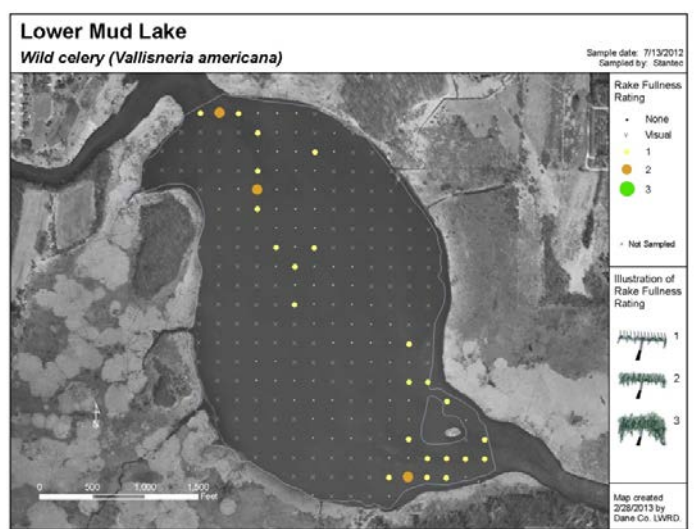 Lower Mud Lake
Wild celery (Vallisneria americana)
Sample date: 7/13/2012
Sampled by: Stantec
Rake Fullness
Rating
None
Visual
1
2
3
Not Sampled
Illustration of
Rake Fullness
Rating
1
2
3
N
0 500 1,000 1,500
Feet
Map created
2/28/2013 by
Dane Co. LWRD.